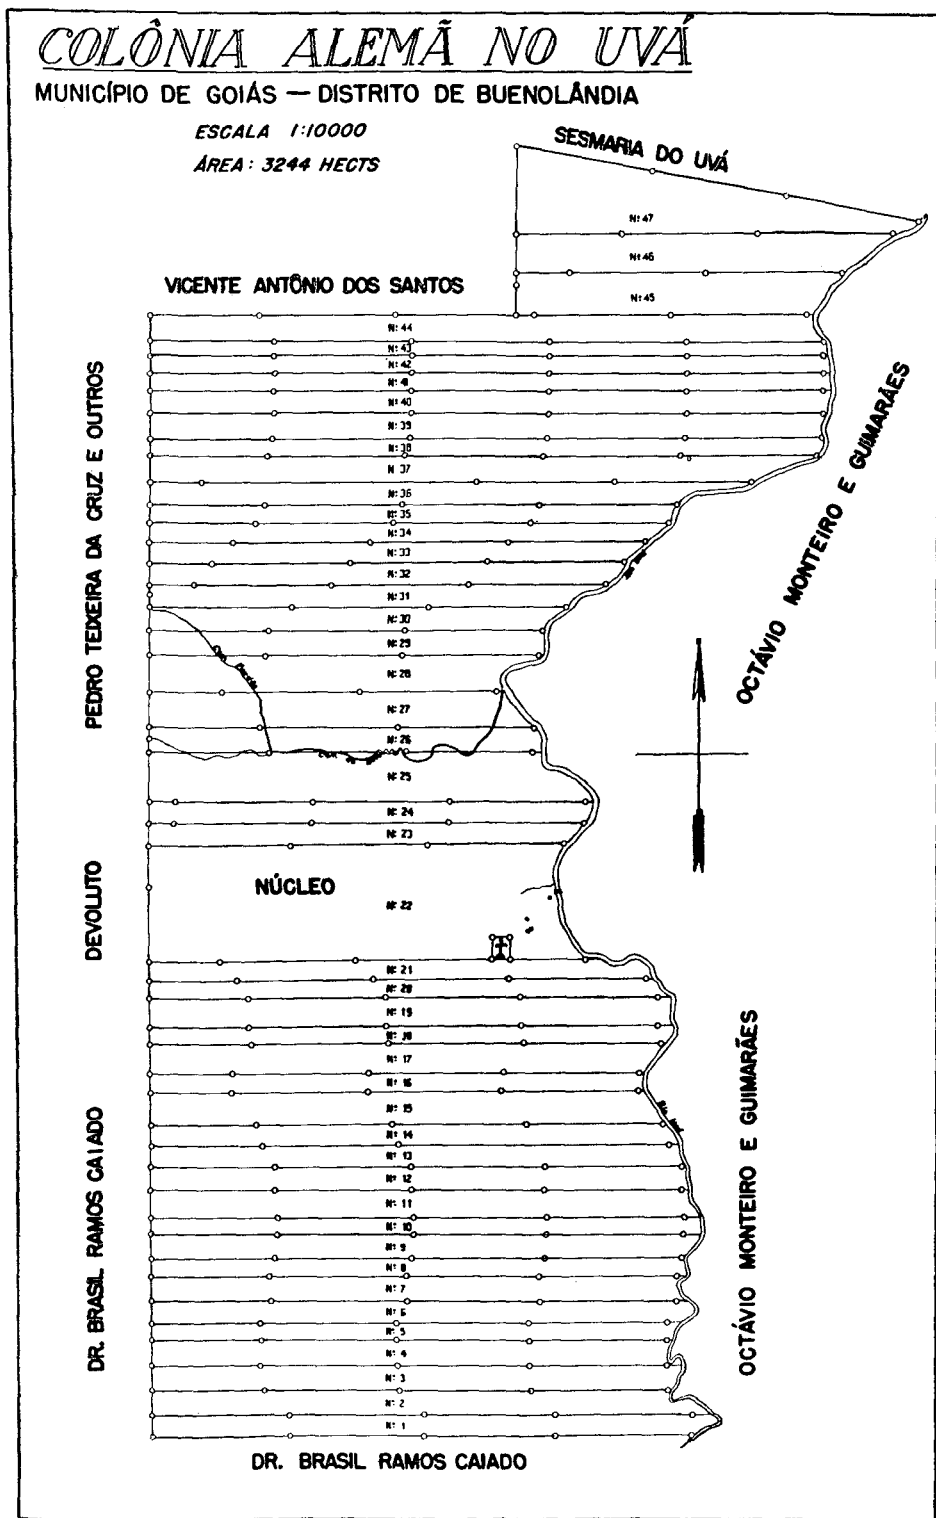 COLÔNIA ALEMÃ NO UVÁ
MUNICÍPIO DE GOIÁS — DISTRITO DE BUENOLÂNDIA
ESCALA 1:10000
ÁREA: 3244 HECTS
SESMARIA DO UVÁ
Nº 47
Nº 46
Nº 45
VICENTE ANTÔNIO DOS SANTOS
Nº 44
Nº 43
Nº 42
Nº 41
Nº 40
Nº 39
Nº 38
N 37
Nº 36
Nº 35
Nº 34
Nº 33
Nº 32
Nº 31
Nº 30
Nº 29
Nº 28
Nº 27
Nº 26
Nº 25
Nº 24
Nº 23
PEDRO TEIXEIRA DA CRUZ E OUTROS
OCTÁVIO MONTEIRO E GUIMARÃES
DEVOLUTO
NÚCLEO
Nº 22
Nº 21
Nº 20
Nº 19
Nº 18
Nº 17
Nº 16
Nº 15
Nº 14
Nº 13
Nº 12
Nº 11
Nº 10
Nº 9
Nº 8
Nº 7
Nº 6
Nº 5
Nº 4
Nº 3
Nº 2
Nº 1
DR. BRASIL RAMOS CAIADO
OCTÁVIO MONTEIRO E GUIMARÃES
DR. BRASIL RAMOS CAIADO